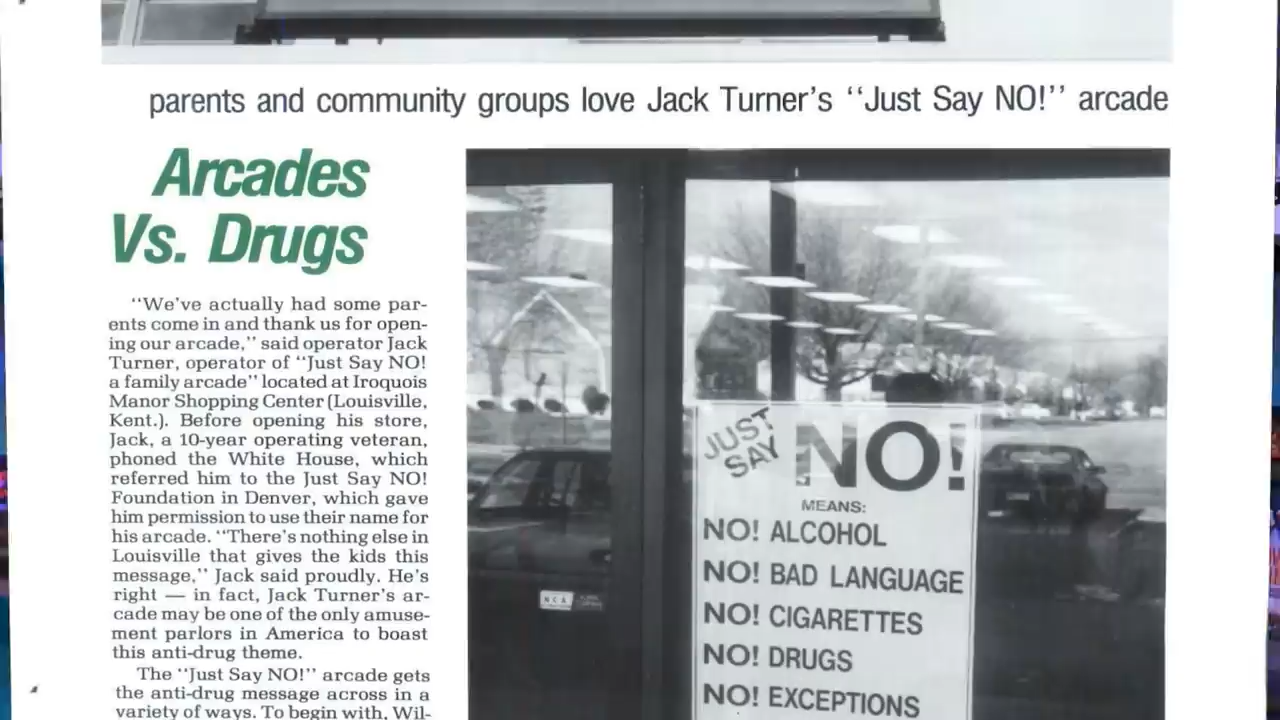 parents and community groups love Jack Turner's "Just Say NO!" arcade
Arcades
Vs. Drugs
"We've actually had some par-
ents come in and thank us for open-
ing our arcade," said operator Jack
Turner, operator of "Just Say NO!
a family arcade" located at Iroquois
Manor Shopping Center (Louisville,
Kent.). Before opening his store,
Jack, a 10-year operating veteran,
phoned the White House, which
referred him to the Just Say NO!
Foundation in Denver, which gave
him permission to use their name for
his arcade. "There's nothing else in
Louisville that gives the kids this
message," Jack said proudly. He's
right — in fact, Jack Turner's ar-
cade may be one of the only amuse-
ment parlors in America to boast
this anti-drug theme.
The "Just Say NO!" arcade gets
the anti-drug message across in a
variety of ways. To begin with, Wil-
JUST
SAY
NO!
MEANS:
NO! ALCOHOL
NO! BAD LANGUAGE
NO! CIGARETTES
NO! DRUGS
NO! EXCEPTIONS
NCA